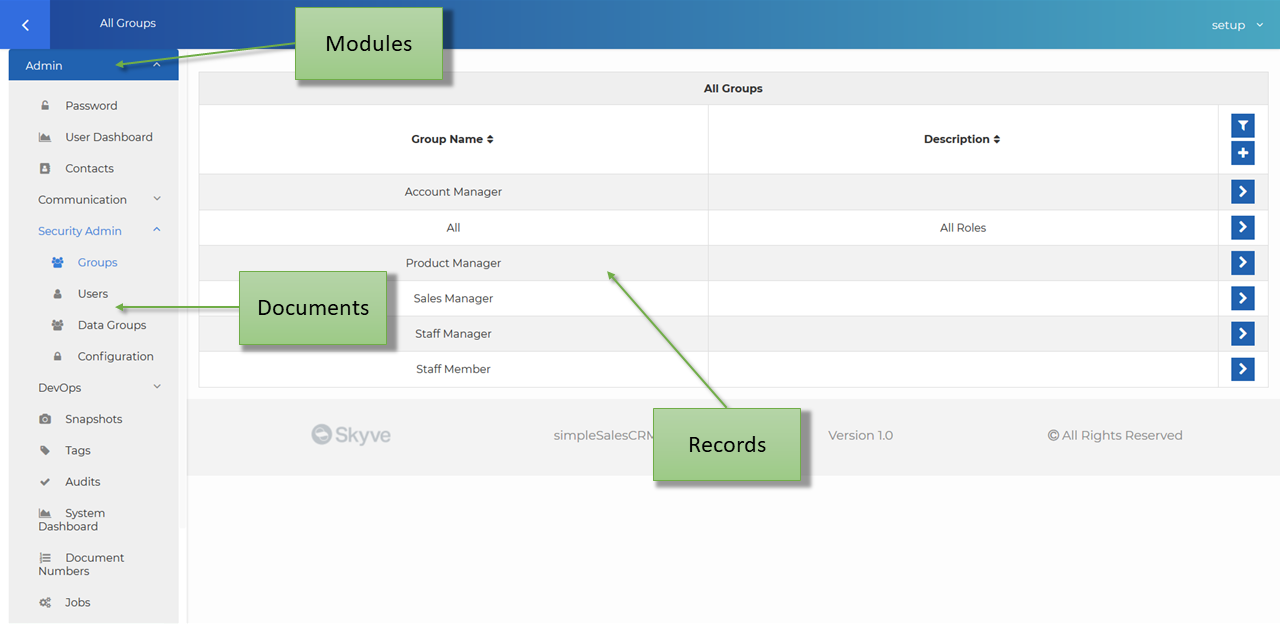 All Groups
setup
Modules
Admin
Password
User Dashboard
Contacts
Communication
Security Admin
Groups
Users
Data Groups
Configuration
DevOps
Snapshots
Tags
Audits
System
Dashboard
Document
Numbers
Jobs
Documents
All Groups
Group Name Description
Account Manager
All All Roles
Product Manager
Sales Manager
Staff Manager
Staff Member
Records
Skyve simpleSalesCRM Version 1.0 © All Rights Reserved